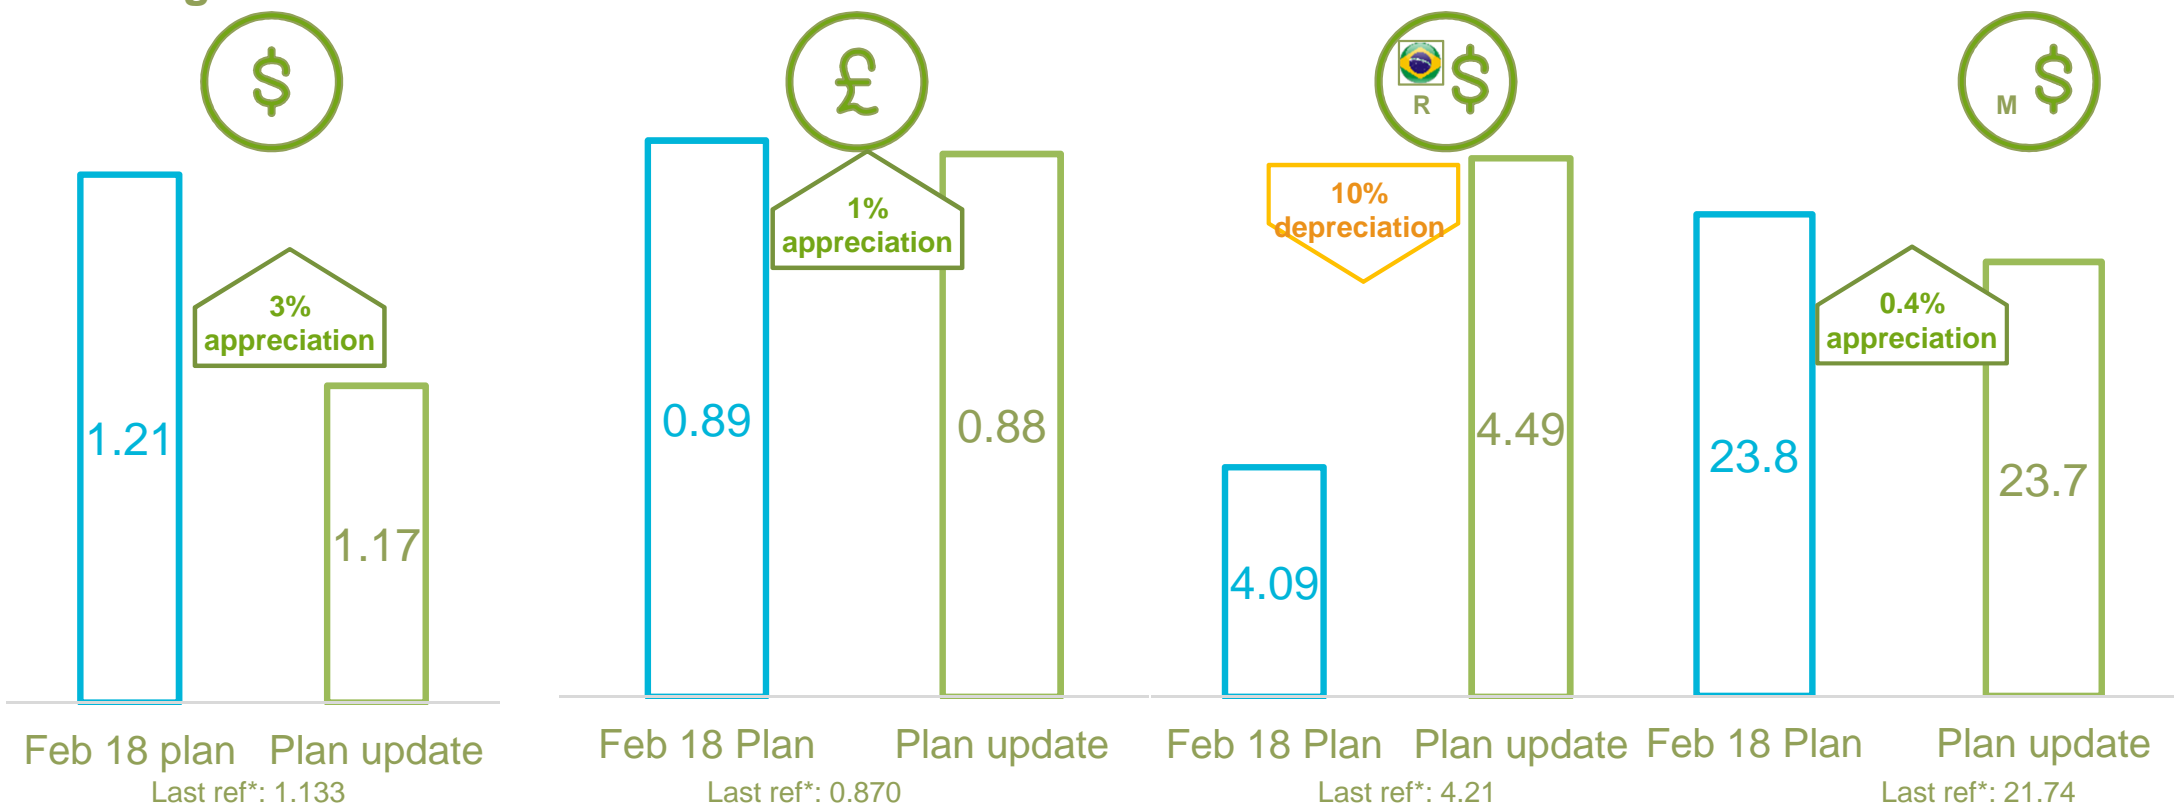 $
£
R $
M $
3%
appreciation
1%
appreciation
10%
depreciation
0.4%
appreciation
1.21
1.17
0.89
0.88
4.09
4.49
23.8
23.7
Feb 18 plan Plan update
Last ref*: 1.133
Feb 18 Plan Plan update
Last ref*: 0.870
Feb 18 Plan Plan update
Last ref*: 4.21
Feb 18 Plan Plan update
Last ref*: 21.74